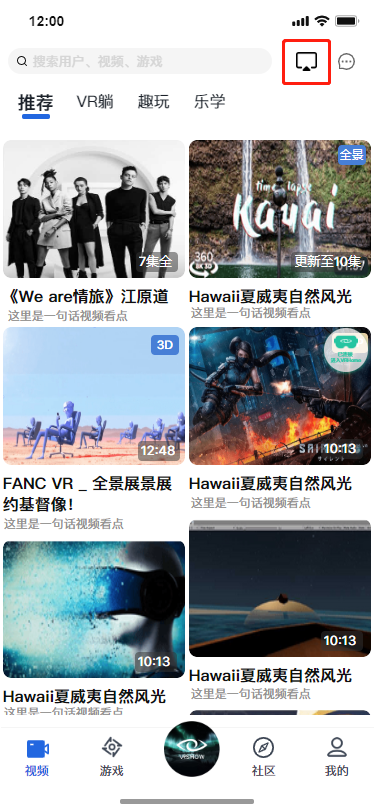 12:00
搜索用户、视频、游戏
推荐 VR躺 趣玩 乐学
7集全
全景
time lapse
Kauai
360
8K 3D
更新至10集
《We are情旅》江原道
这里是一句话视频看点
Hawaii夏威夷自然风光
这里是一句话视频看点
3D
12:48
10:13
FANC VR _ 全景展景展
约基督像!
这里是一句话视频看点
Hawaii夏威夷自然风光
这里是一句话视频看点
10:13
10:13
Hawaii夏威夷自然风光
这里是一句话视频看点
Hawaii夏威夷自然风光
这里是一句话视频看点
视频 游戏 社区 我的